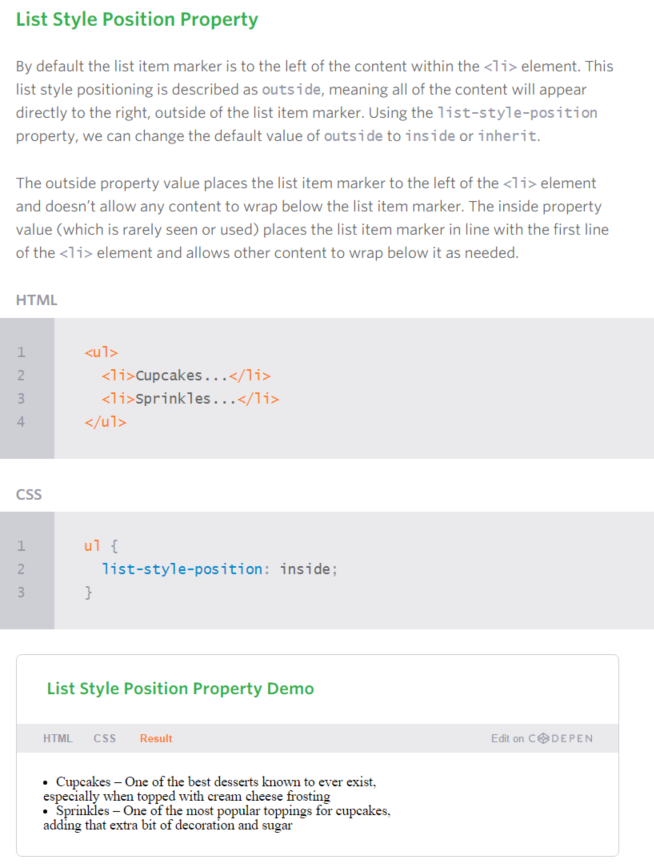 List Style Position Property
By default the list item marker is to the left of the content within the <li> element. This
list style positioning is described as outside, meaning all of the content will appear
directly to the right, outside of the list item marker. Using the list-style-position
property, we can change the default value of outside to inside or inherit.
The outside property value places the list item marker to the left of the <li> element
and doesn’t allow any content to wrap below the list item marker. The inside property
value (which is rarely seen or used) places the list item marker in line with the first line
of the <li> element and allows other content to wrap below it as needed.
HTML
1 <ul>
2 <li>Cupcakes...</li>
3 <li>Sprinkles...</li>
4 </ul>
CSS
1 ul {
2 list-style-position: inside;
3 }
List Style Position Property Demo
HTML CSS Result Edit on CODEPEN
• Cupcakes – One of the best desserts known to ever exist,
especially when topped with cream cheese frosting
• Sprinkles – One of the most popular toppings for cupcakes,
adding that extra bit of decoration and sugar